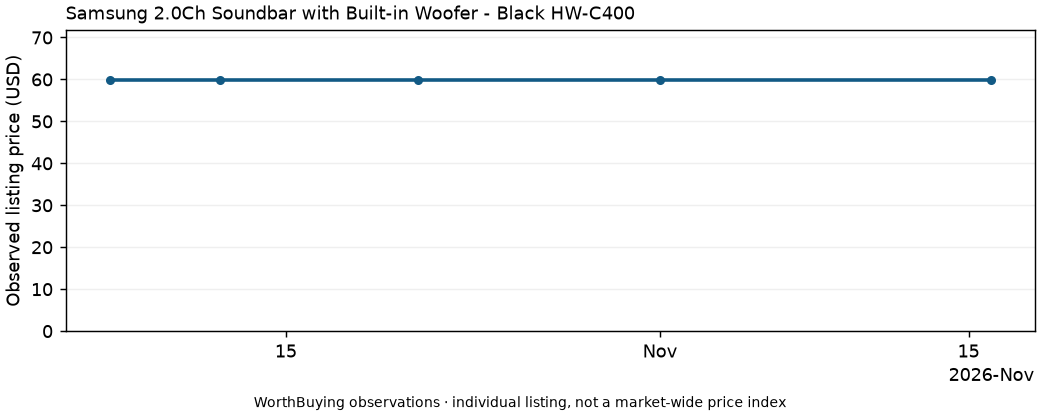 Samsung 2.0Ch Soundbar with Built-in Woofer - Black HW-C400
Observed listing price (USD)
70
60
50
40
30
20
10
0
15
Nov
15
2026-Nov
WorthBuying observations · individual listing, not a market-wide price index